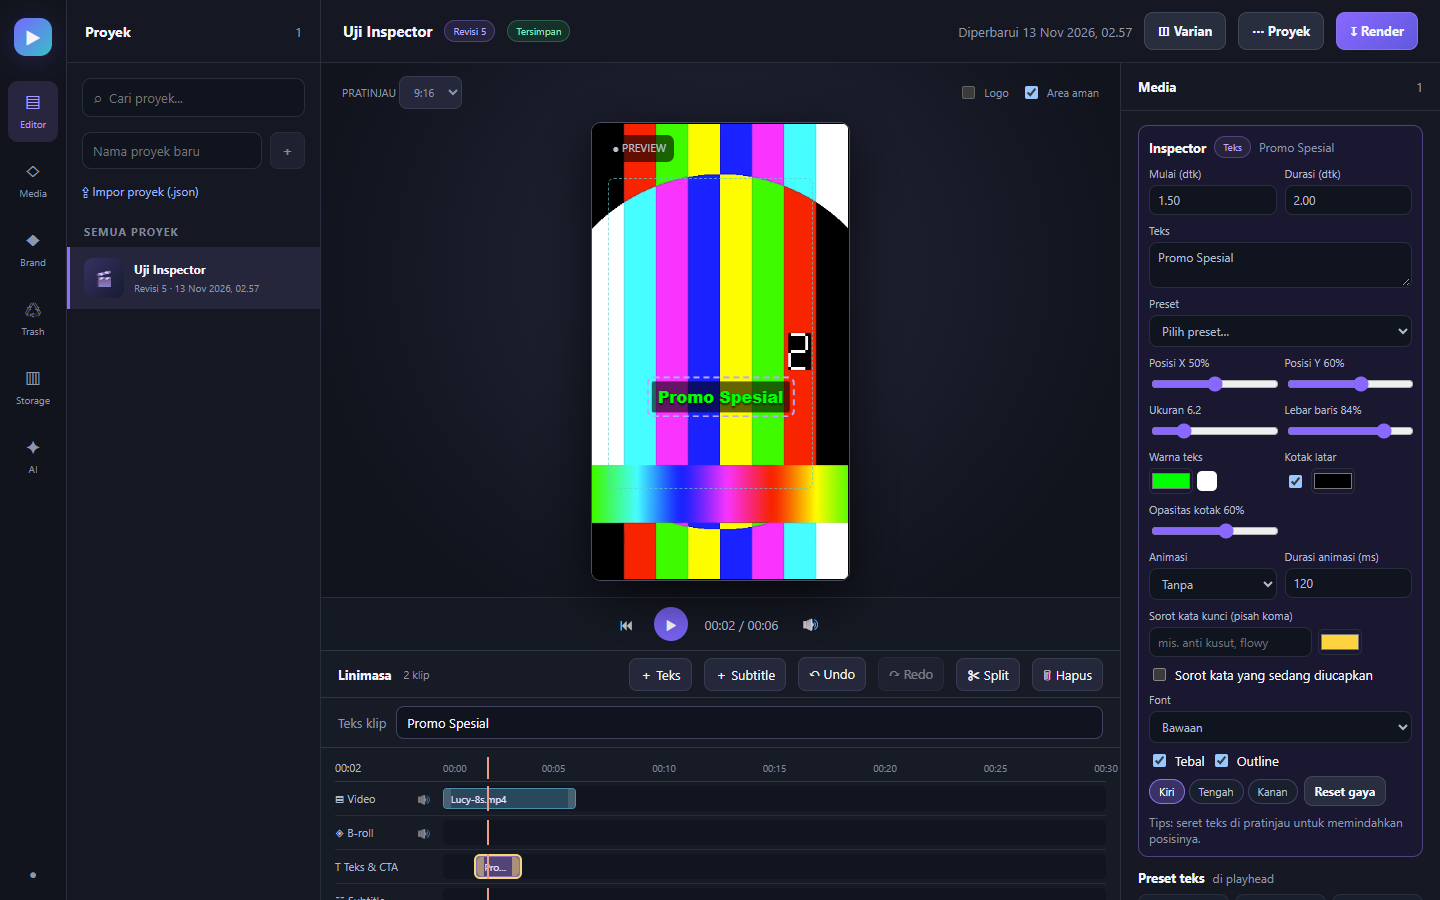 Editor
Media
Brand
Trash
Storage
AI
Proyek 1
Cari proyek...
Nama proyek baru +
Impor proyek (.json)
SEMUA PROYEK
Uji Inspector
Revisi 5 · 13 Nov 2026, 02.57
Uji Inspector Revisi 5 Tersimpan
Diperbarui 13 Nov 2026, 02.57 Varian ··· Proyek Render
PRATINJAU 9:16 Logo Area aman
● PREVIEW
2
Promo Spesial
00:02 / 00:06
Linimasa 2 klip + Teks + Subtitle Undo Redo Split Hapus
Teks klip Promo Spesial
00:02 00:00 00:05 00:10 00:15 00:20 00:25 00:30
Video Lucy-8s.mp4
B-roll
T Teks & CTA Pro...
Subtitle
Media 1
Inspector Teks Promo Spesial
Mulai (dtk) Durasi (dtk)
1.50 2.00
Teks
Promo Spesial
Preset
Pilih preset...
Posisi X 50% Posisi Y 60%
Ukuran 6.2 Lebar baris 84%
Warna teks Kotak latar
Opasitas kotak 60%
Animasi Durasi animasi (ms)
Tanpa 120
Sorot kata kunci (pisah koma)
mis. anti kusut, flowy
Sorot kata yang sedang diucapkan
Font
Bawaan
Tebal Outline
Kiri Tengah Kanan Reset gaya
Tips: seret teks di pratinjau untuk memindahkan
posisinya.
Preset teks di playhead